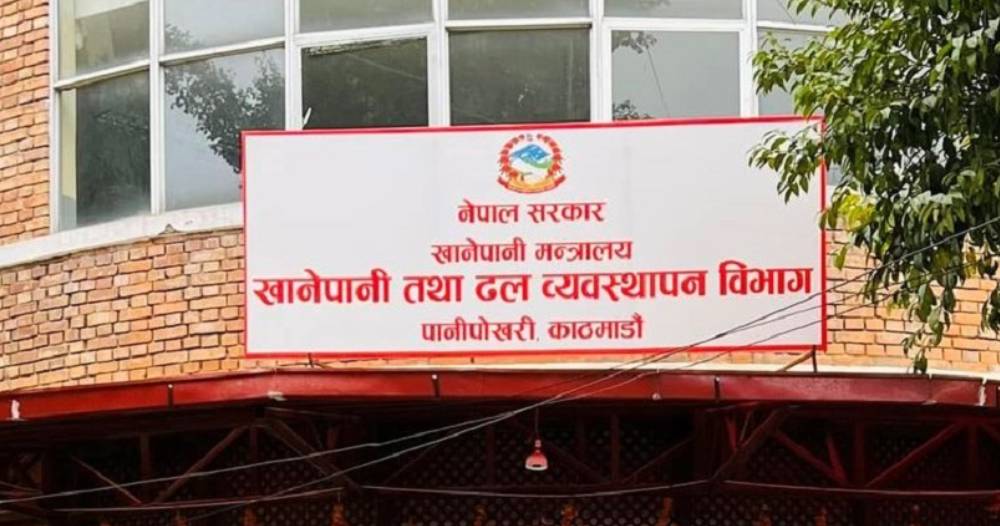 नेपाल सरकार
खानेपानी मन्त्रालय
खानेपानी तथा ढल व्यवस्थापन विभाग
पानीपोखरी, काठमाडौं